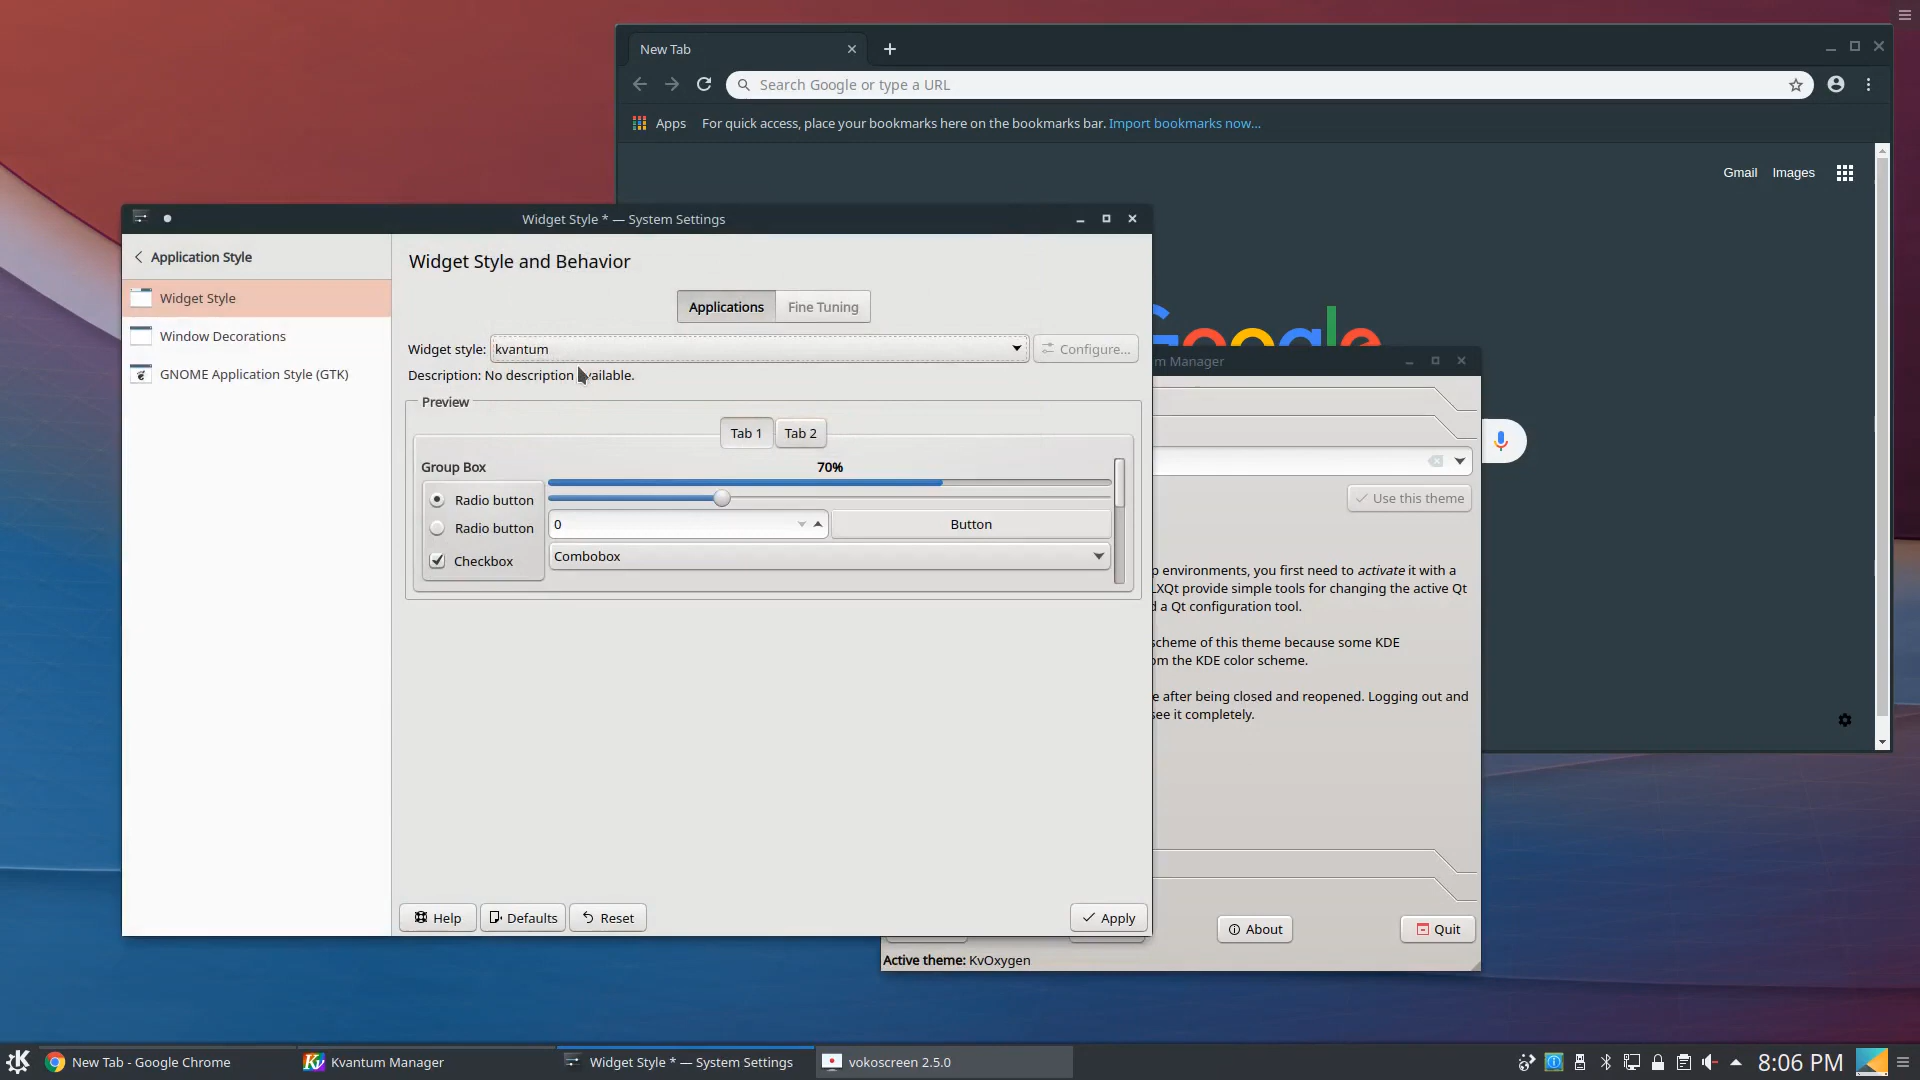 New Tab
Search Google or type a URL
Apps
For quick access, place your bookmarks here on the bookmarks bar. Import bookmarks now...
Gmail
Images
Widget Style * — System Settings
Application Style
Widget Style
Window Decorations
GNOME Application Style (GTK)
Widget Style and Behavior
Applications
Fine Tuning
Widget style:
kvantum
Configure...
Description: No description
Preview
Tab 1
Tab 2
Group Box
70%
Radio button
Radio button
Checkbox
0
Button
Combobox
Help
Defaults
Reset
Apply
Google
m Manager
Use this theme
p environments, you first need to activate it with a
LXQt provide simple tools for changing the active Qt
d a Qt configuration tool.
scheme of this theme because some KDE
om the KDE color scheme.
e after being closed and reopened. Logging out and
see it completely.
About
Quit
Active theme: KvOxygen
New Tab - Google Chrome
Kvantum Manager
Widget Style * — System Settings
vokoscreen 2.5.0
8:06 PM